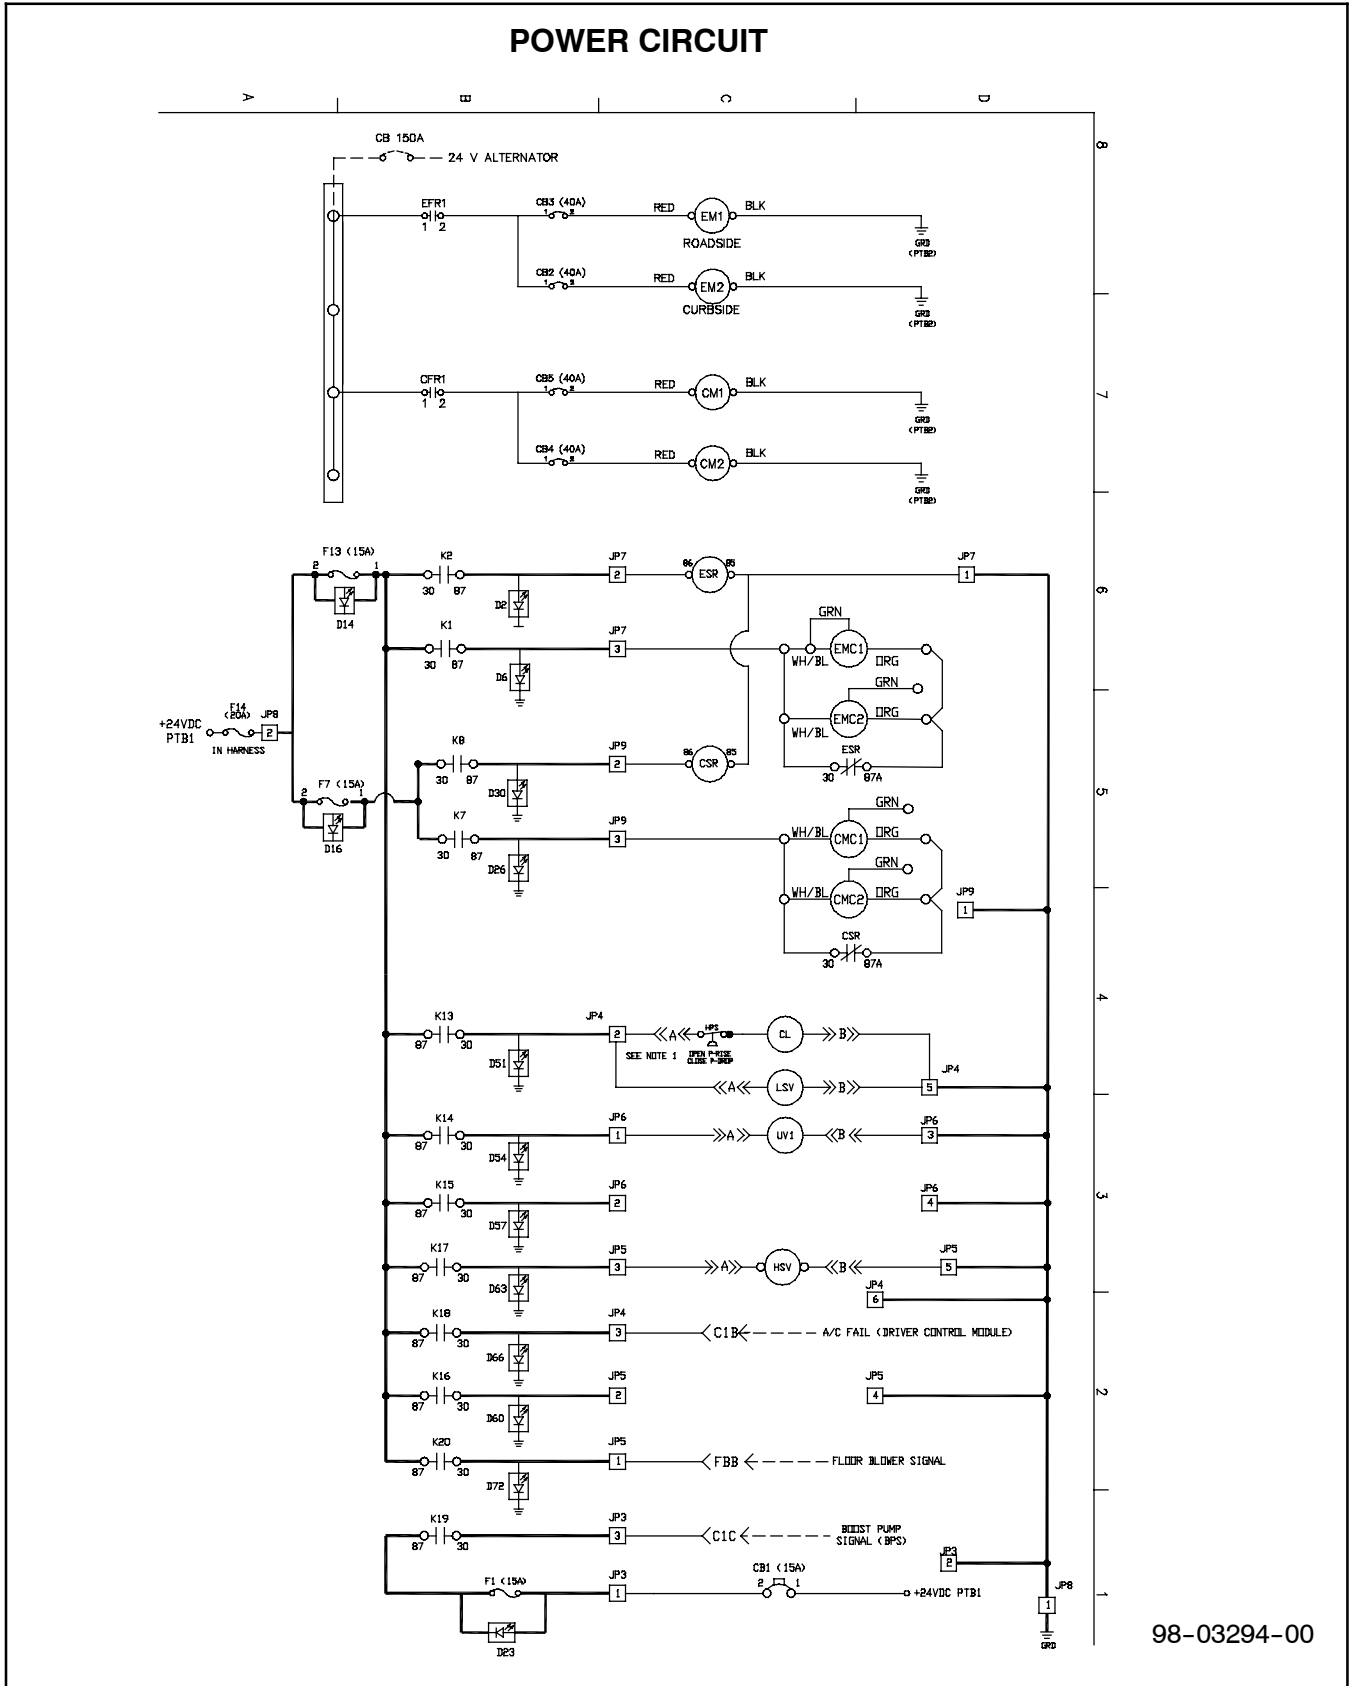 POWER CIRCUIT
A B C D
8
CB 150A
24 V ALTERNATOR
EFR1 CB3 (40A) RED EM1 BLK
1 2 1 2
ROADSIDE
GRD
(PTB2)
CB2 (40A) RED EM2 BLK
1 2
CURBSIDE
GRD
(PTB2)
CFR1 CB5 (40A) RED CM1 BLK 7
1 2 1 2
GRD
(PTB2)
CB4 (40A) RED CM2 BLK
1 2
GRD
(PTB2)
F13 (15A) K2 JP7 JP7
2 1 2 86 ESR 85 1
30 87 6
D14 D2
K1 JP7 GRN
3 EMC1
30 87 WH/BL ORG
D6
GRN
F14
(20A) JP8
+24VDC
PTB1 2
IN HARNESS
EMC2 ORG
WH/BL
K8 JP9 ESR
2 86 CSR 85
30 87 30 87A
D30
F7 (15A) 5
2 1
D16
K7 JP9 GRN
3 WH/BL CMC1 ORG
30 87
D26
GRN
WH/BL CMC2 ORG
JP9
1
CSR
30 87A
4
K13 JP4 HPS
87 30 2 A CL B
SEE NOTE 1 OPEN P-RISE
CLOSE P-DROP
D51
A LSV B 5 JP4
K14 JP6 JP6
87 30 1 A UV1 B 3
D54
K15 JP6 JP6 3
87 30 2 4
D57
K17 JP5 JP5
87 30 3 A HSV B 5
D63
JP4
6
K18 JP4
87 30 3 C1B A/C FAIL (DRIVER CONTROL MODULE)
D66
K16 JP5 JP5 2
87 30 2 4
D60
K20 JP5
87 30 1 FBB FLOOR BLOWER SIGNAL
D72
K19 JP3
87 30 3 C1C BOOST PUMP
SIGNAL (BPS)
JP3
2
F1 (15A) JP3 CB1 (15A)
1 2 1 +24VDC PTB1 1
D23
JP8
1
GRD
98-03294-00